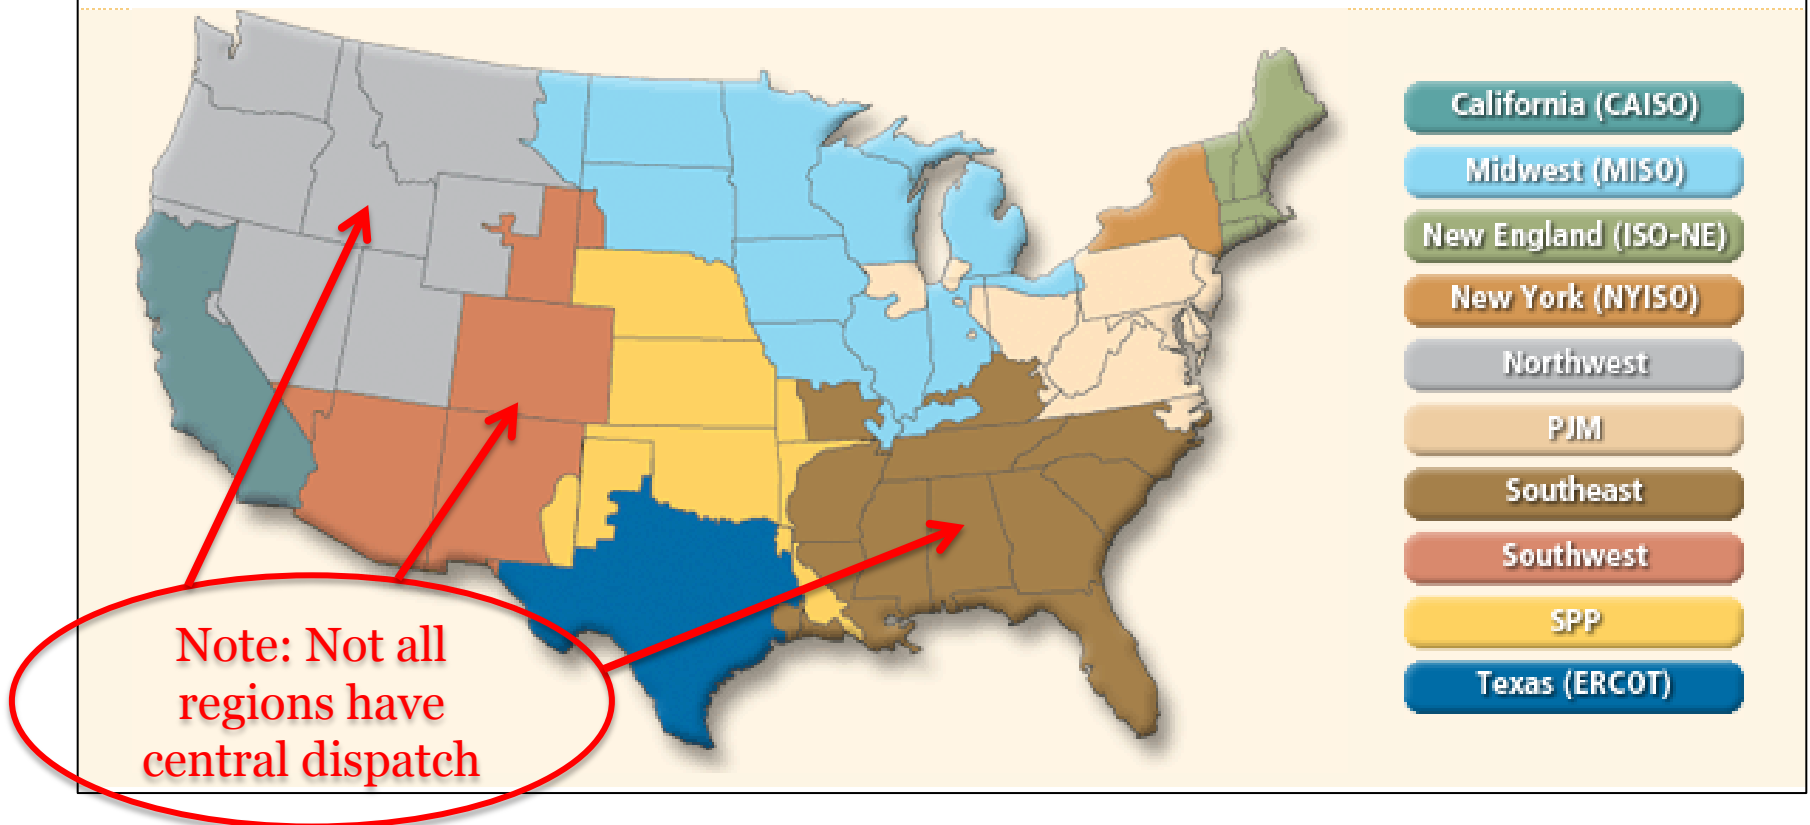 California (CAISO)
Midwest (MISO)
New England (ISO-NE)
New York (NYISO)
Northwest
PJM
Southeast
Southwest
SPP
Texas (ERCOT)
Note: Not all
regions have
central dispatch